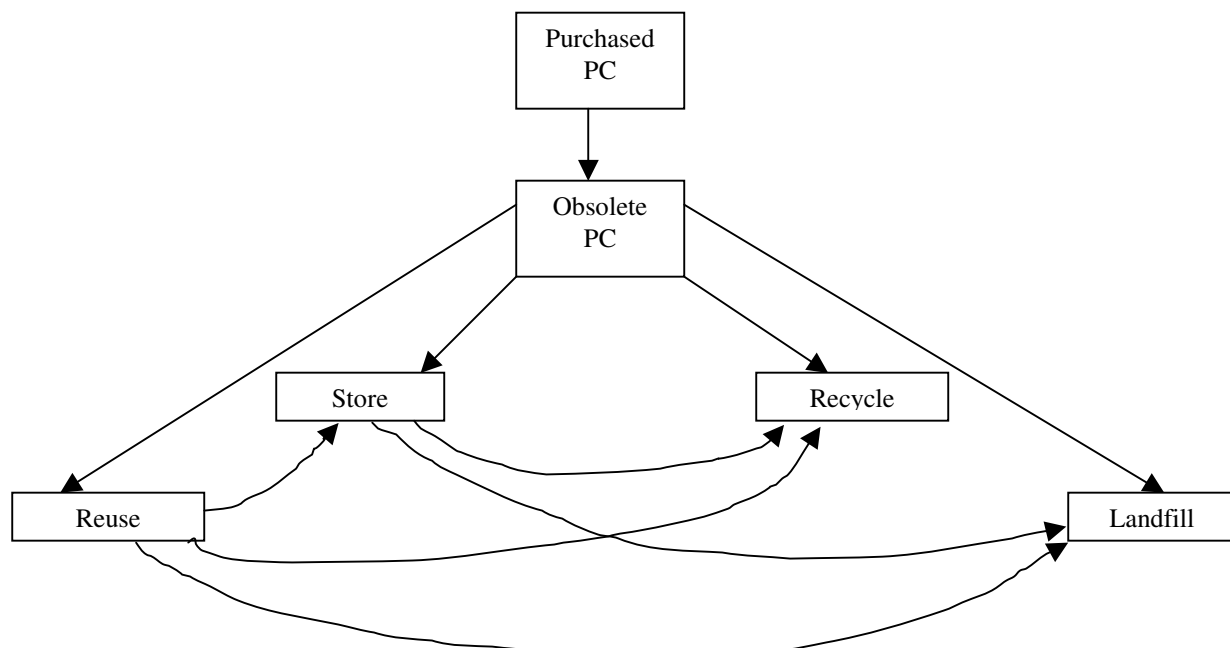 Purchased
PC
Obsolete
PC
Store
Recycle
Reuse
Landfill